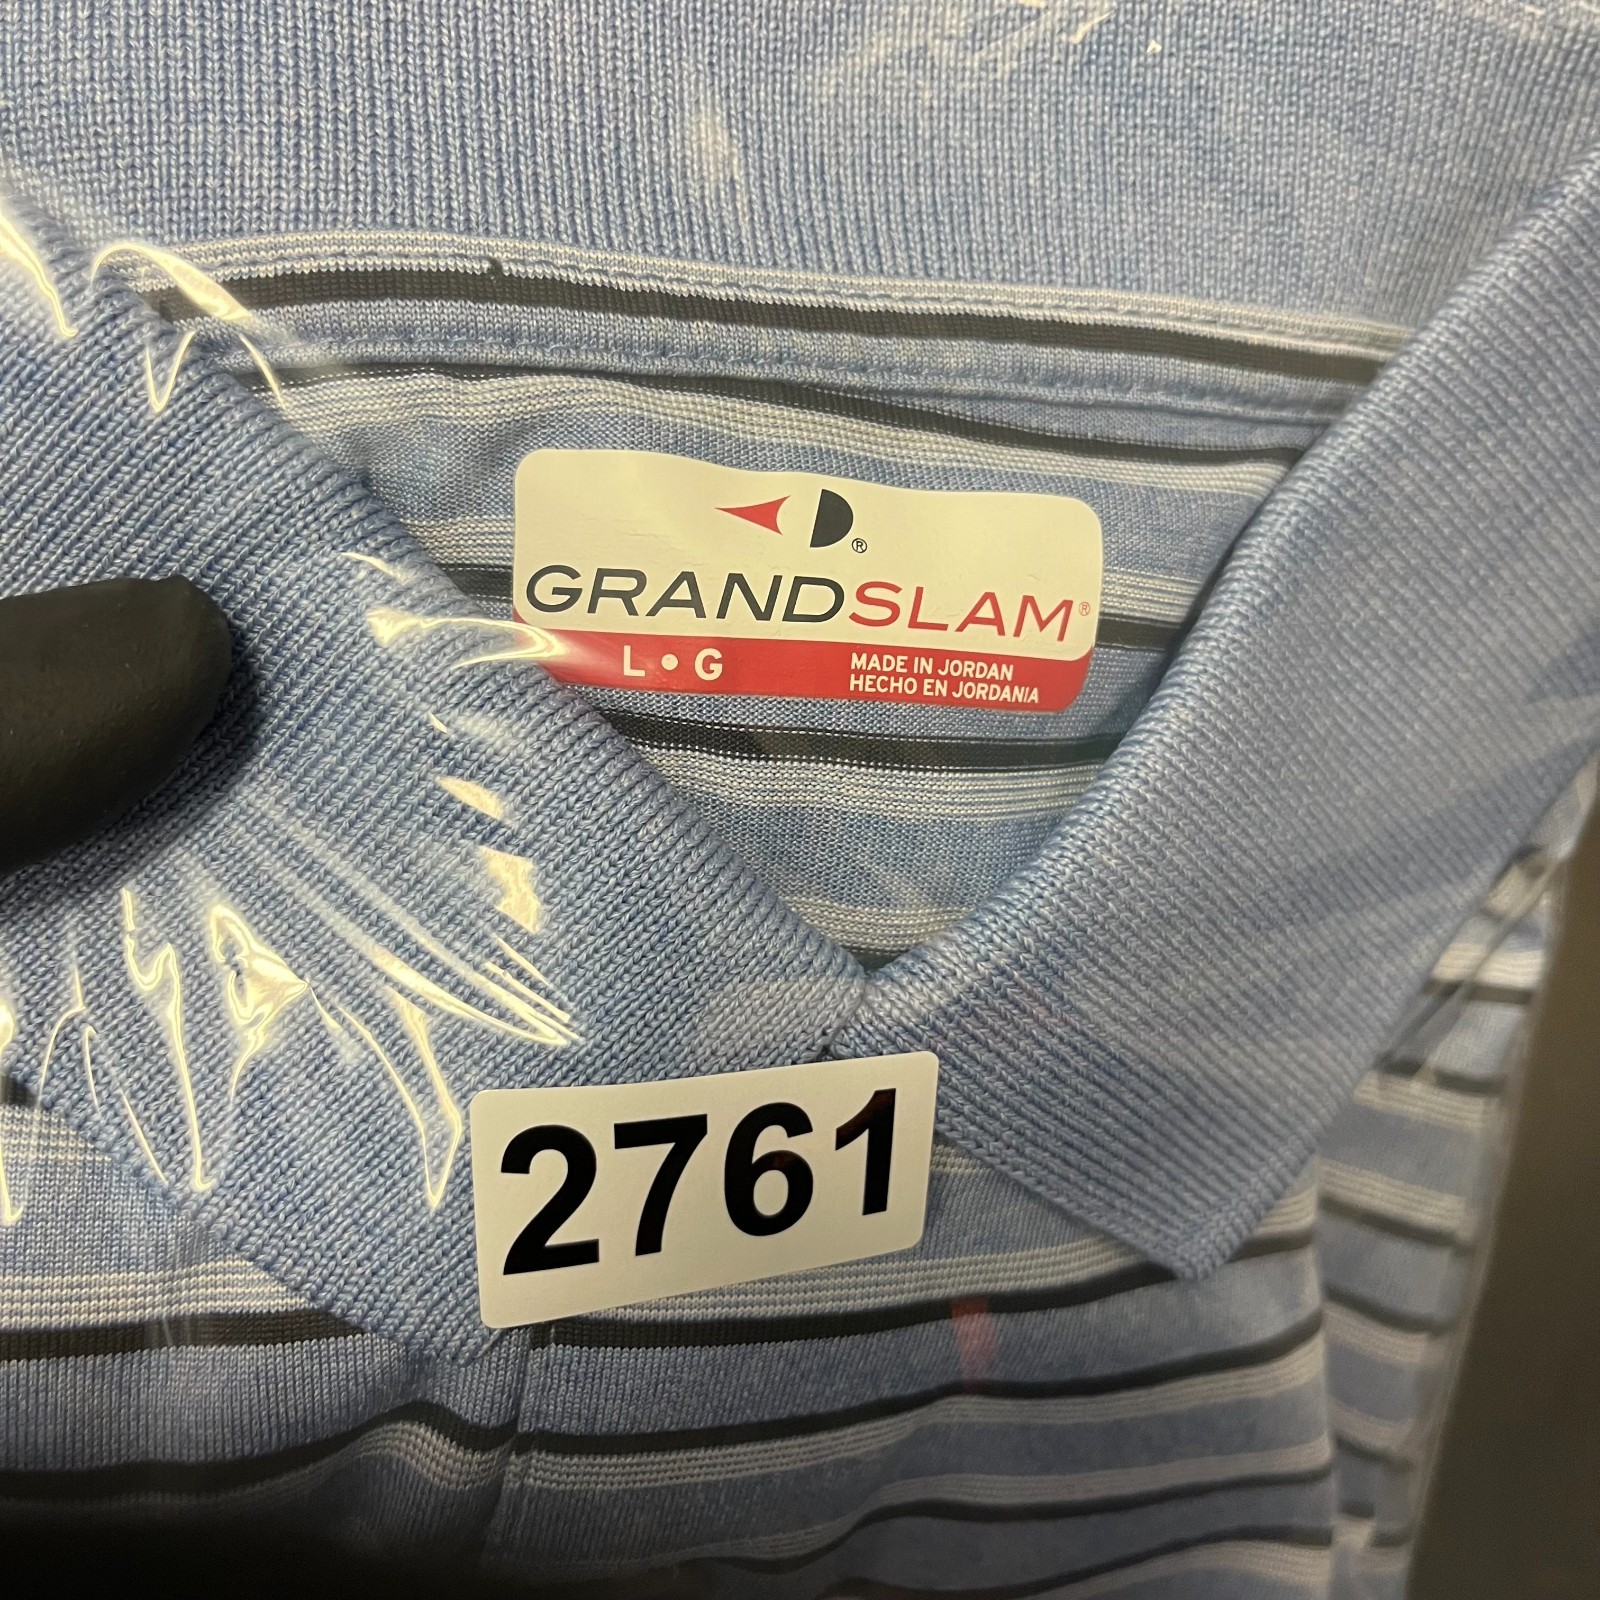 ®
GRANDSLAM®
L • G
MADE IN JORDAN
HECHO EN JORDANIA
2761